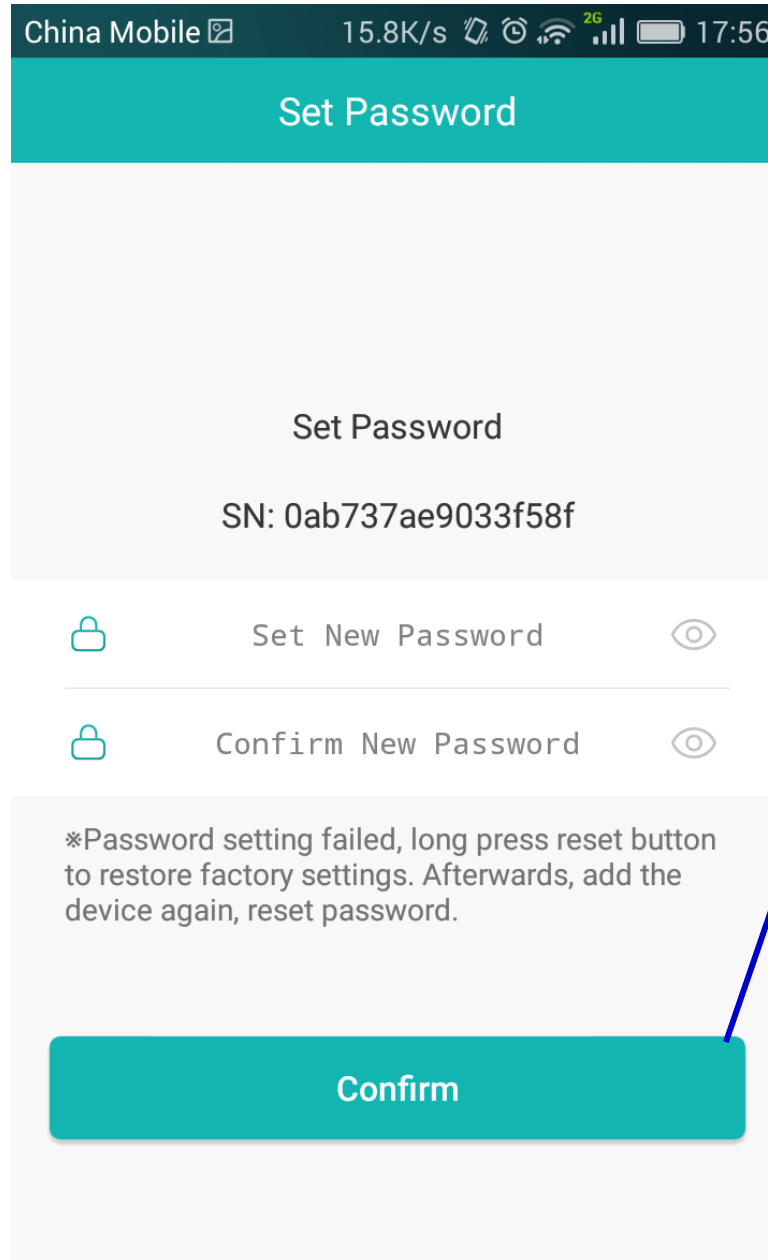 China Mobile 15.8K/s 2G 17:56
Set Password
Set Password
SN: 0ab737ae9033f58f
Set New Password
Confirm New Password
※Password setting failed, long press reset button
to restore factory settings. Afterwards, add the
device again, reset password.
Confirm